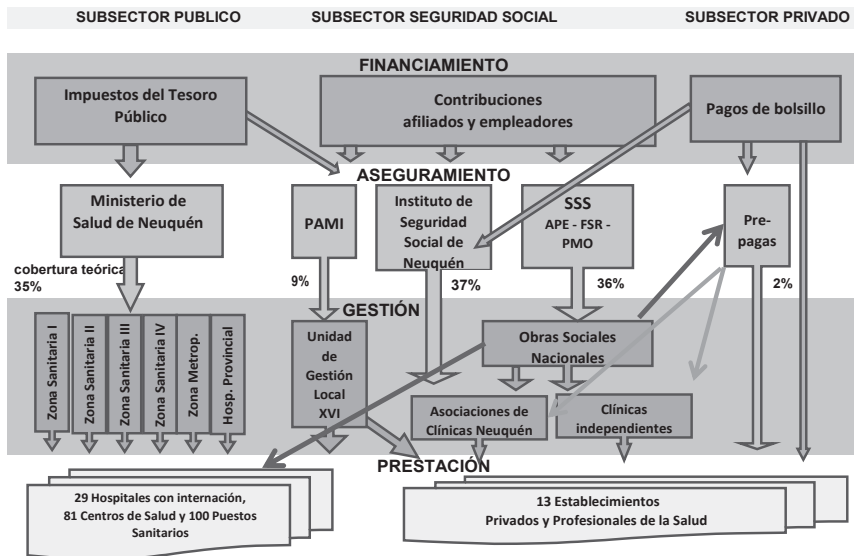 SUBSECTOR PUBLICO
SUBSECTOR SEGURIDAD SOCIAL
SUBSECTOR PRIVADO
FINANCIAMIENTO
Impuestos del Tesoro
Público
Contribuciones
afiliados y empleadores
Pagos de bolsillo
ASEGURAMIENTO
Ministerio de
Salud de Neuquén
PAMI
Instituto de
Seguridad
Social de
Neuquén
SSS
APE - FSR -
PMO
Pre-
pagas
cobertura teórica
35%
9%
37%
36%
2%
GESTIÓN
Zona Sanitaria I
Zona Sanitaria II
Zona Sanitaria III
Zona Sanitaria IV
Zona Metrop.
Hosp. Provincial
Unidad
de
Gestión
Local
XVI
Obras Sociales
Nacionales
Asociaciones de
Clínicas Neuquén
Clínicas
independientes
PRESTACIÓN
29 Hospitales con internación,
81 Centros de Salud y 100 Puestos
Sanitarios
13 Establecimientos
Privados y Profesionales de la Salud